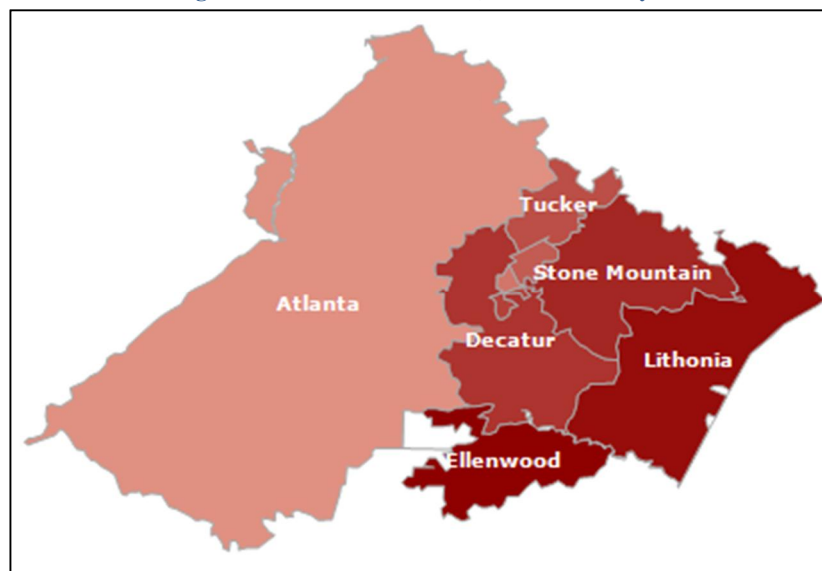 Tucker
Stone Mountain
Atlanta
Decatur
Lithonia
Ellenwood